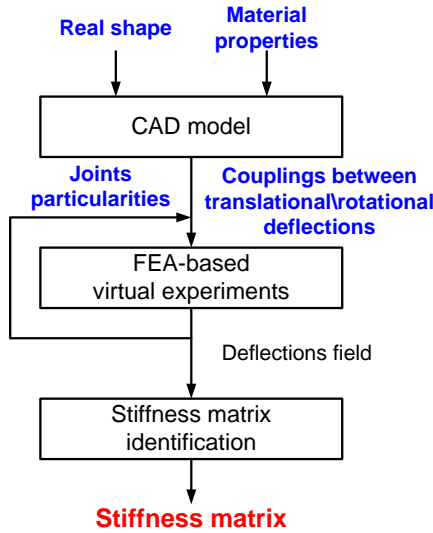 Real shape
Material
properties
CAD model
Joints
particularities
Couplings between
translational\rotational
deflections
FEA-based
virtual experiments
Deflections field
Stiffness matrix
identification
Stiffness matrix